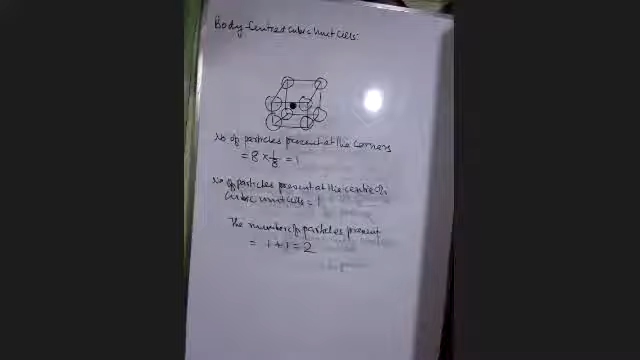 Body Centred Cubic Unit Cells:
No of particles present at the corners
= 8 × 1/8 = 1
No of particles present at the centre of
Cubic unit cells = 1
The number of particles present
= 1 + 1 = 2